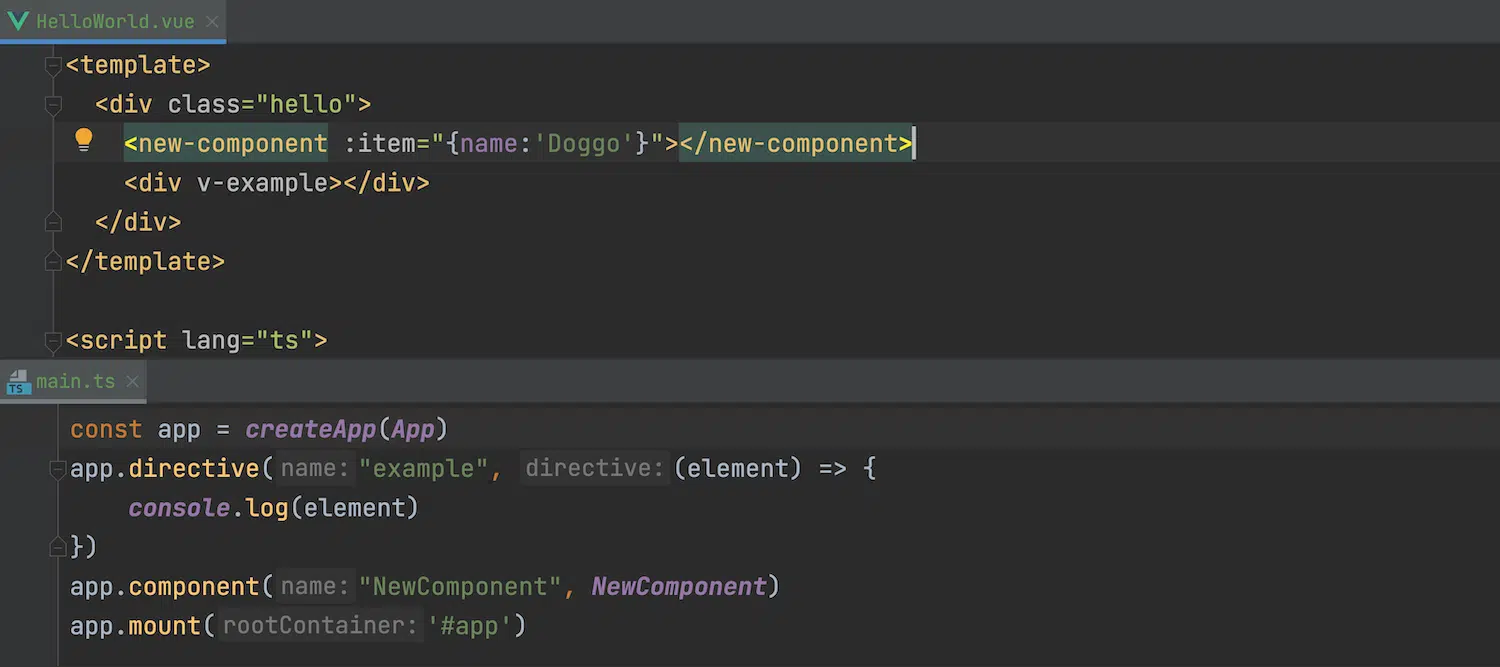 HelloWorld.vue
<template>
<div class="hello">
<new-component :item="{name:'Doggo'}"></new-component>
<div v-example></div>
</div>
</template>
<script lang="ts">
TS main.ts
const app = createApp(App)
app.directive( name: "example", directive: (element) => {
console.log(element)
})
app.component( name: "NewComponent", NewComponent)
app.mount( rootContainer: '#app')